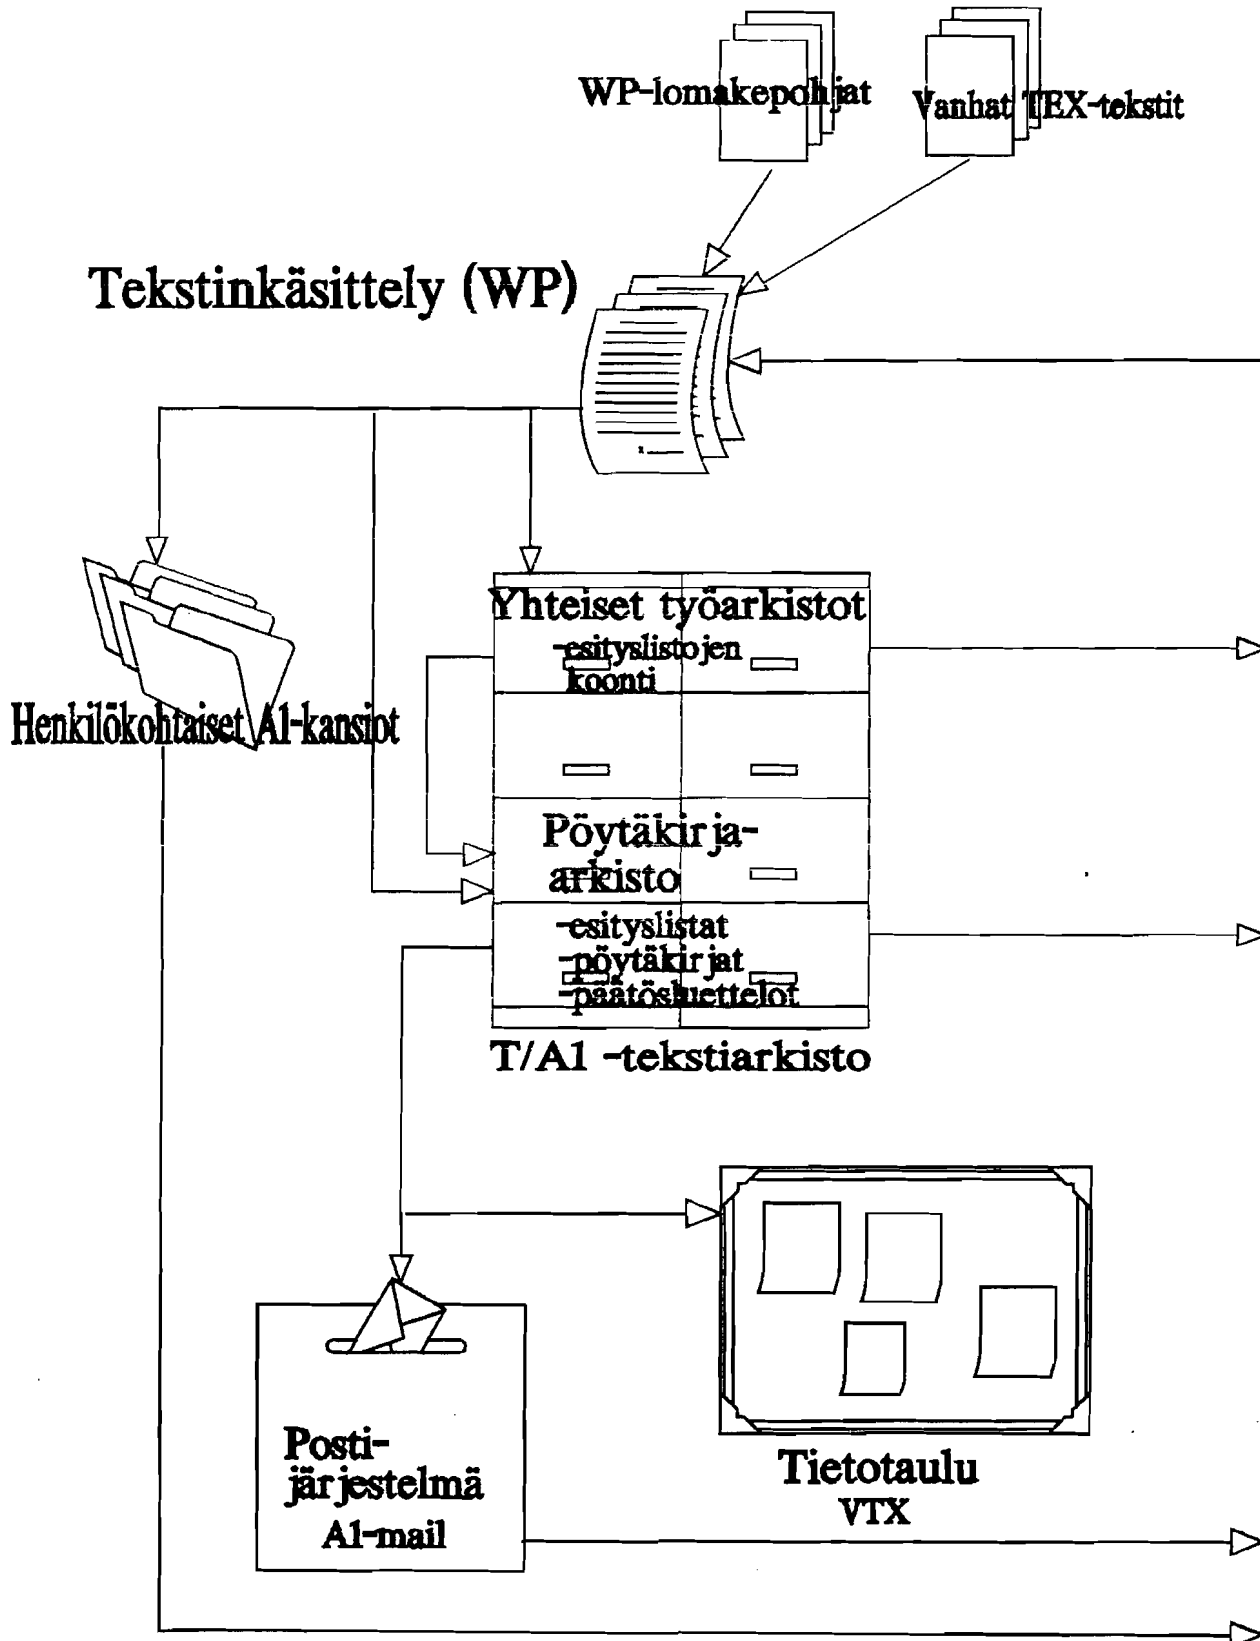 WP-lomakepohjat
Vanhat TEX-tekstit
Tekstinkäsittely (WP)
Yhteiset työarkistot
-esityslistojen
koonti
Henkilökohtaiset A1-kansiot
Pöytäkirja-
arkisto
-esityslistat
-pöytäkirjat
-päätösluettelot
T/A1 -tekstiarkisto
Posti-
järjestelmä
A1-mail
Tietotaulu
VTX